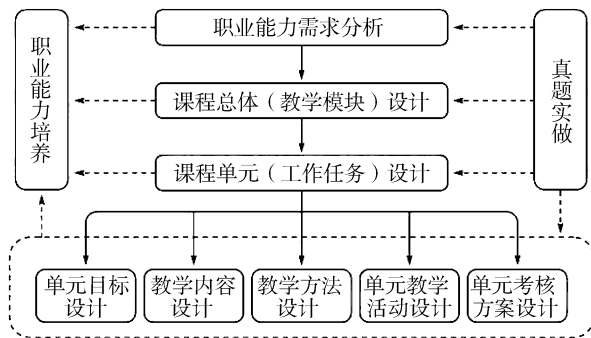 职业能力需求分析
职业能力培养
真题实做
课程总体（教学模块）设计
课程单元（工作任务）设计
单元目标
设计
教学内容
设计
教学方法
设计
单元教学
活动设计
单元考核
方案设计